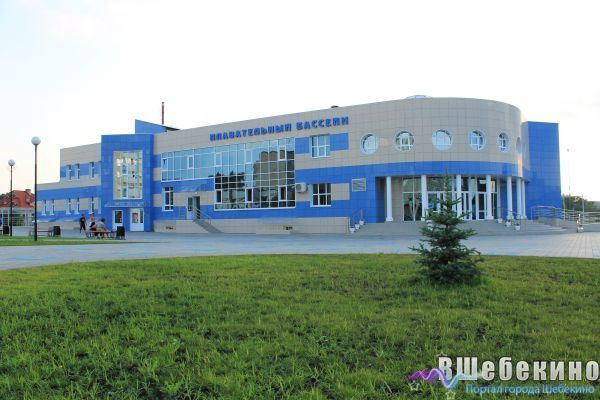 ПЛАВАТЕЛЬНЫЙ БАССЕЙН
ВШебекино
Портал города Шебекино